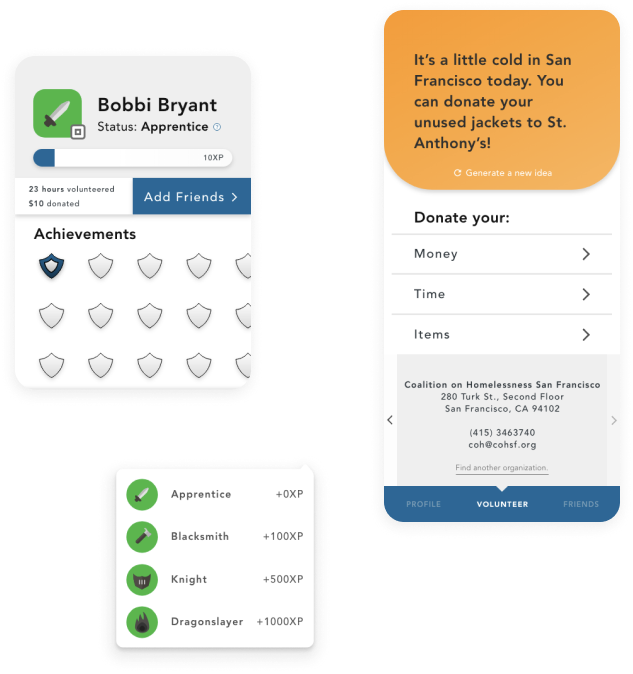 Bobbi Bryant
Status: Apprentice ?
10XP
23 hours volunteered
$10 donated
Add Friends
Achievements
It's a little cold in San
Francisco today. You
can donate your
unused jackets to St.
Anthony's!
Generate a new idea
Donate your:
Money
Time
Items
Coalition on Homelessness San Francisco
280 Turk St., Second Floor
San Francisco, CA 94102
(415) 3463740
coh@cohsf.org
Find another organization.
PROFILE VOLUNTEER FRIENDS
Apprentice +0XP
Blacksmith +100XP
Knight +500XP
Dragonslayer +1000XP